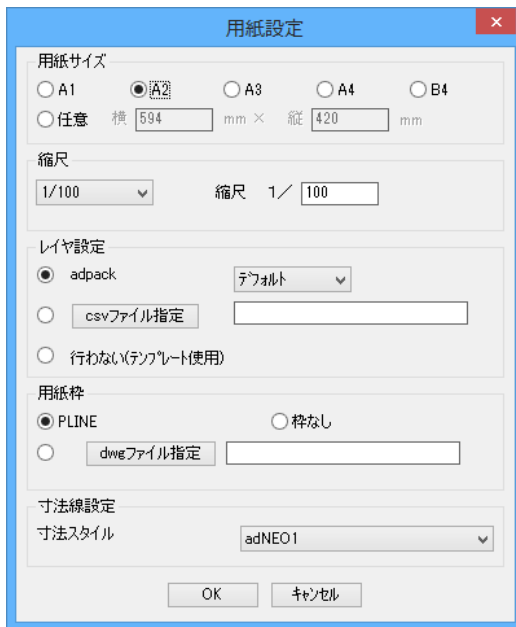 用紙設定
用紙サイズ
A1 A2 A3 A4 B4
任意 横 594 mm × 縦 420 mm
縮尺
1/100 縮尺 1／ 100
レイヤ設定
adpack ﾃﾞﾌｫﾙﾄ
csvファイル指定
行わない(ﾃﾝﾌﾟﾚｰﾄ使用)
用紙枠
PLINE 枠なし
dwgファイル指定
寸法線設定
寸法スタイル adNEO1
OK ｷｬﾝｾﾙ